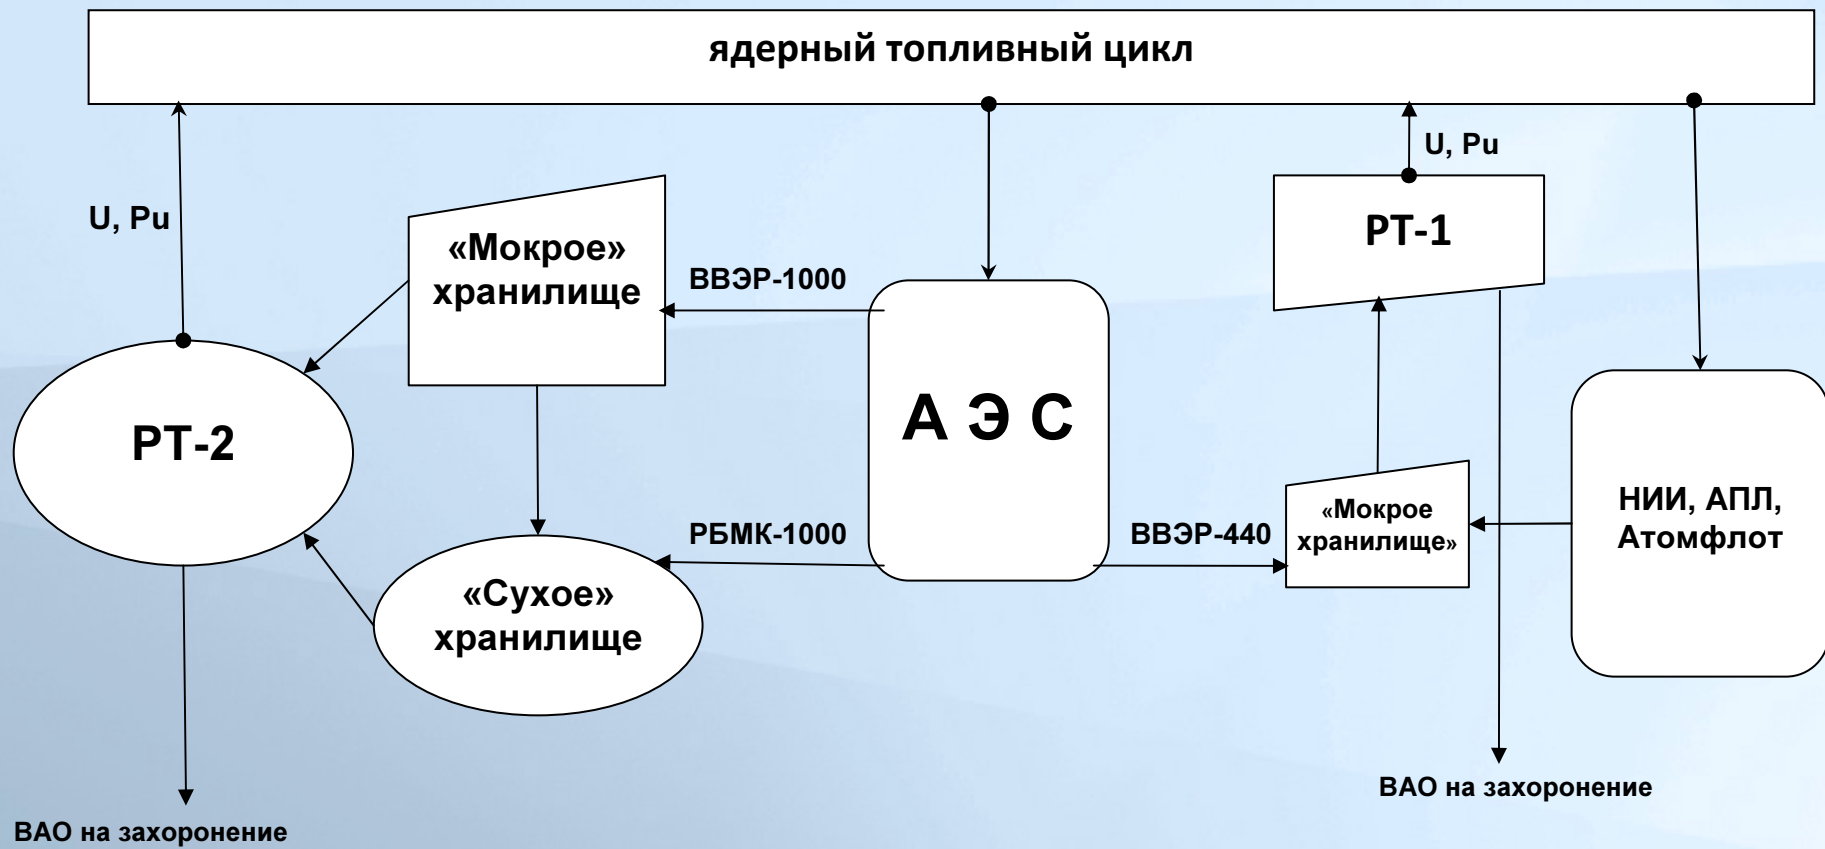 ядерный топливный цикл
U, Pu
U, Pu
«Мокрое»
хранилище
ВВЭР-1000
РТ-1
РТ-2
А Э С
«Мокрое
хранилище»
НИИ, АПЛ,
Атомфлот
РБМК-1000
ВВЭР-440
«Сухое»
хранилище
ВАО на захоронение
ВАО на захоронение